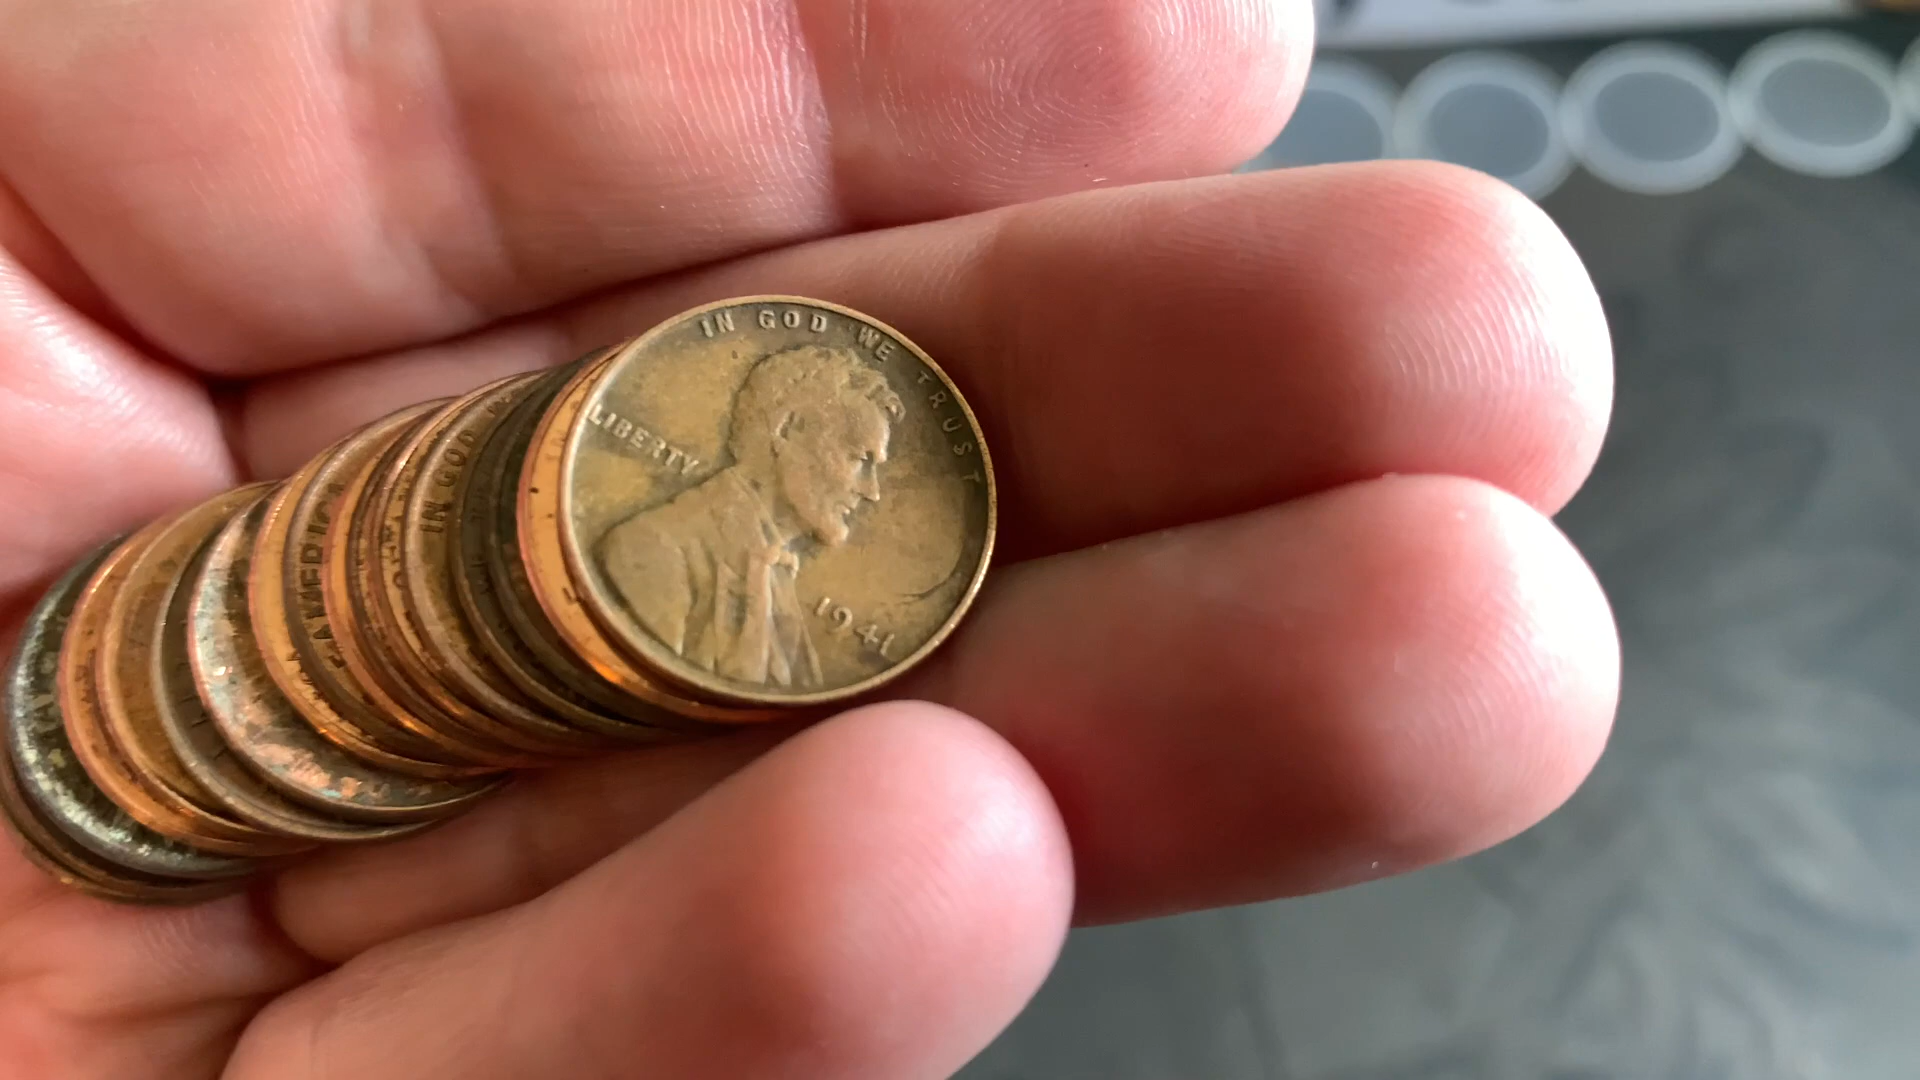 IN GOD WE TRUST
LIBERTY
1941
IN GOD
AMERICA